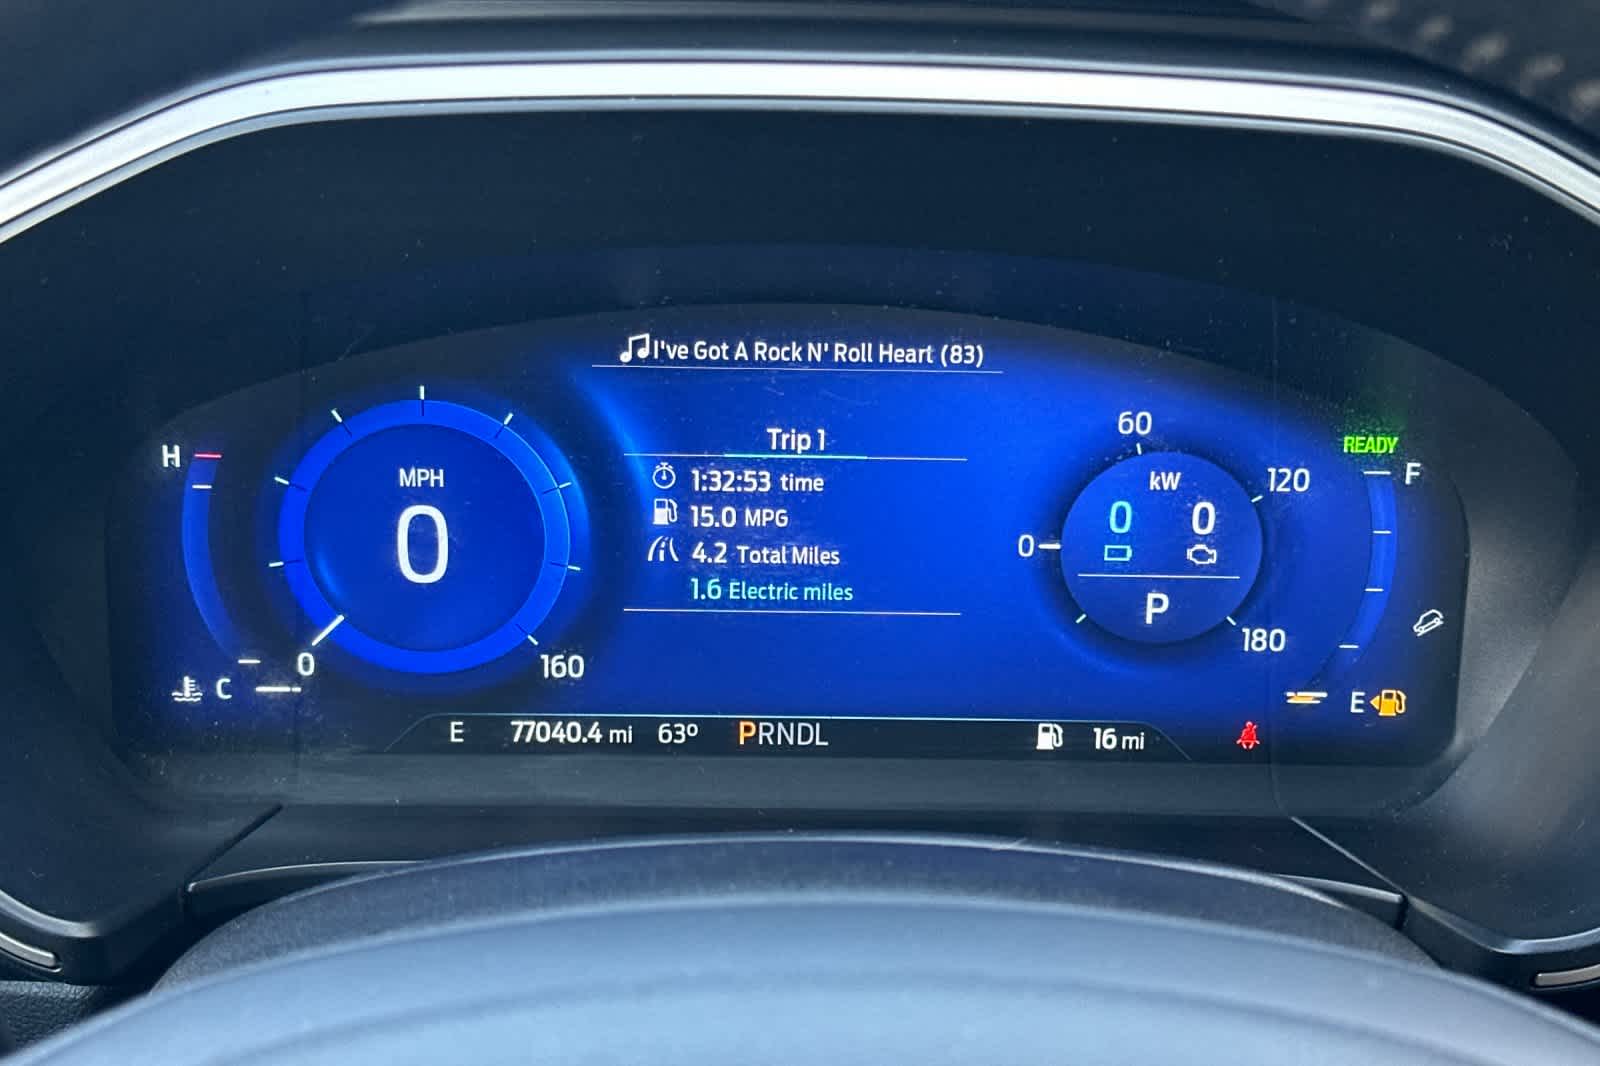 I've Got A Rock N' Roll Heart (83)
Trip 1
1:32:53 time
15.0 MPG
4.2 Total Miles
1.6 Electric miles
H
C
MPH
0
0
160
60
120
0
180
kW
0 0
P
READY
F
E
E 77040.4 mi 63º PRNDL 16 mi